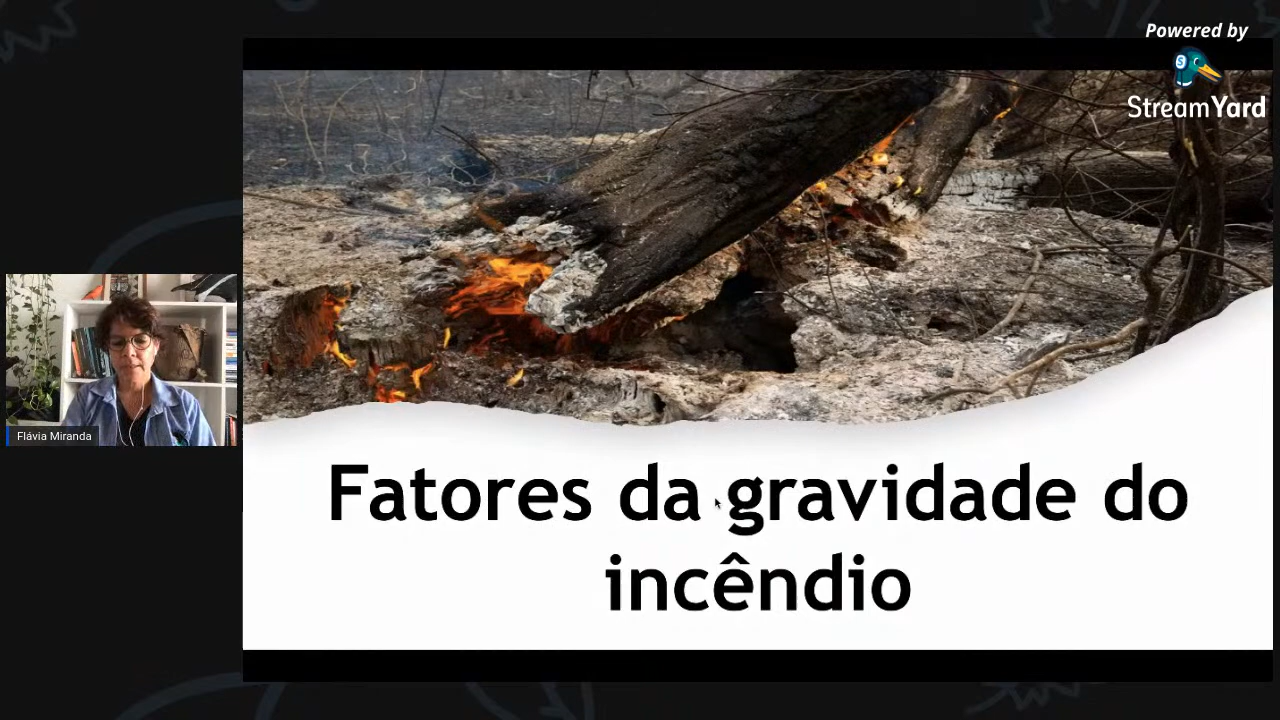 Powered by
StreamYard
Flávia Miranda
Fatores da gravidade do
incêndio